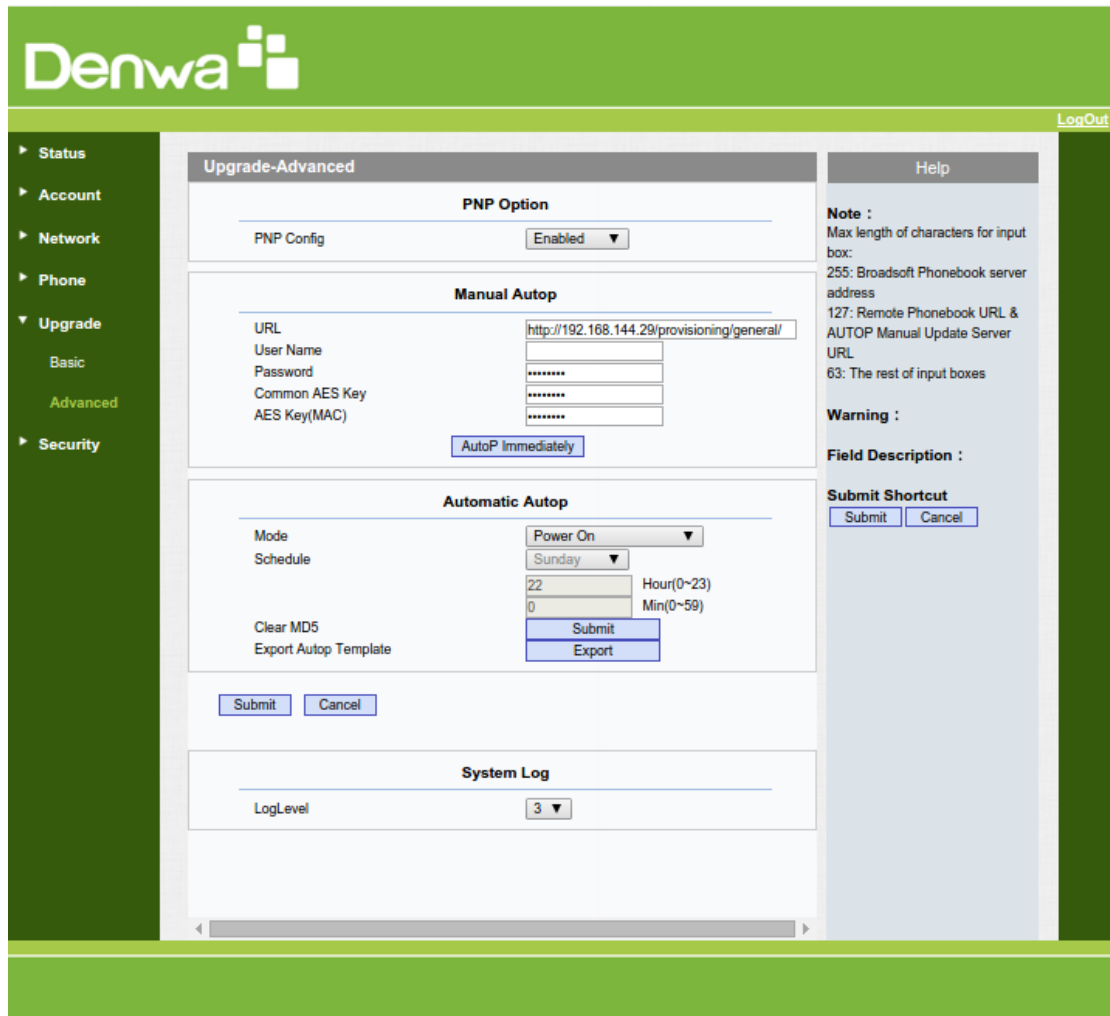 Denwa
LogOut
Status
Account
Network
Phone
Upgrade
Basic
Advanced
Security
Upgrade-Advanced
PNP Option
PNP Config Enabled
Manual Autop
URL http://192.168.144.29/provisioning/general/
User Name
Password ••••••••
Common AES Key ••••••••
AES Key(MAC) ••••••••
AutoP Immediately
Automatic Autop
Mode Power On
Schedule Sunday
22 Hour(0~23)
0 Min(0~59)
Clear MD5 Submit
Export Autop Template Export
Submit Cancel
System Log
LogLevel 3
Help
Note :
Max length of characters for input
box:
255: Broadsoft Phonebook server
address
127: Remote Phonebook URL &
AUTOP Manual Update Server
URL
63: The rest of input boxes
Warning :
Field Description :
Submit Shortcut
Submit Cancel